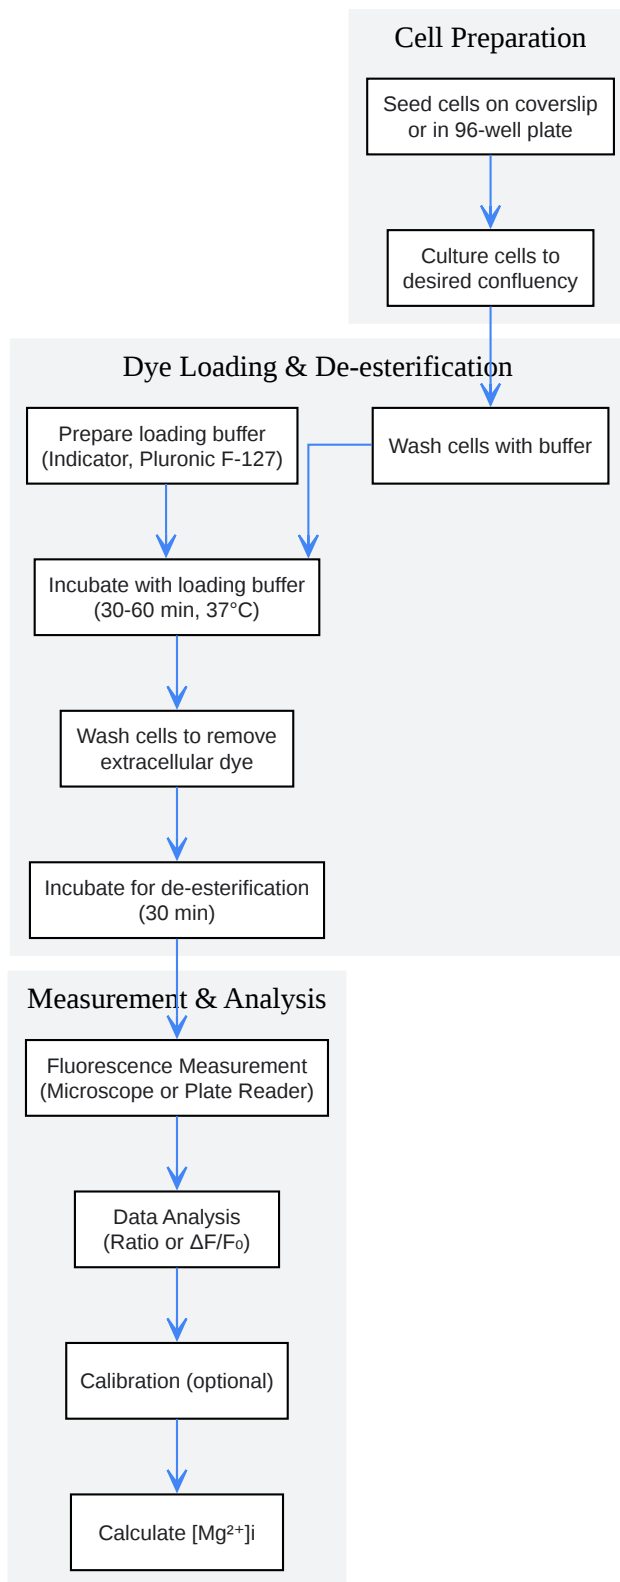 Cell Preparation
Seed cells on coverslip
or in 96-well plate
Culture cells to
desired confluency
Dye Loading & De-esterification
Prepare loading buffer
(Indicator, Pluronic F-127)
Wash cells with buffer
Incubate with loading buffer
(30-60 min, 37°C)
Wash cells to remove
extracellular dye
Incubate for de-esterification
(30 min)
Measurement & Analysis
Fluorescence Measurement
(Microscope or Plate Reader)
Data Analysis
(Ratio or ΔF/F₀)
Calibration (optional)
Calculate [Mg²⁺]i